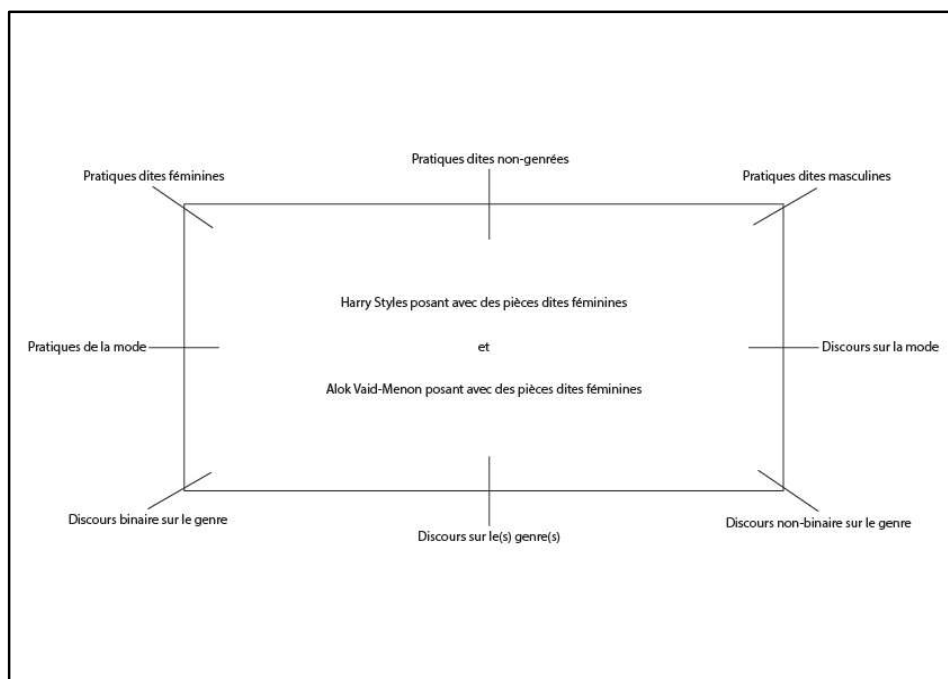 Pratiques dites non-genrées
Pratiques dites féminines
Pratiques dites masculines
Harry Styles posant avec des pièces dites féminines
Pratiques de la mode
et
Discours sur la mode
Alok Vaid-Menon posant avec des pièces dites féminines
Discours binaire sur le genre
Discours sur le(s) genre(s)
Discours non-binaire sur le genre